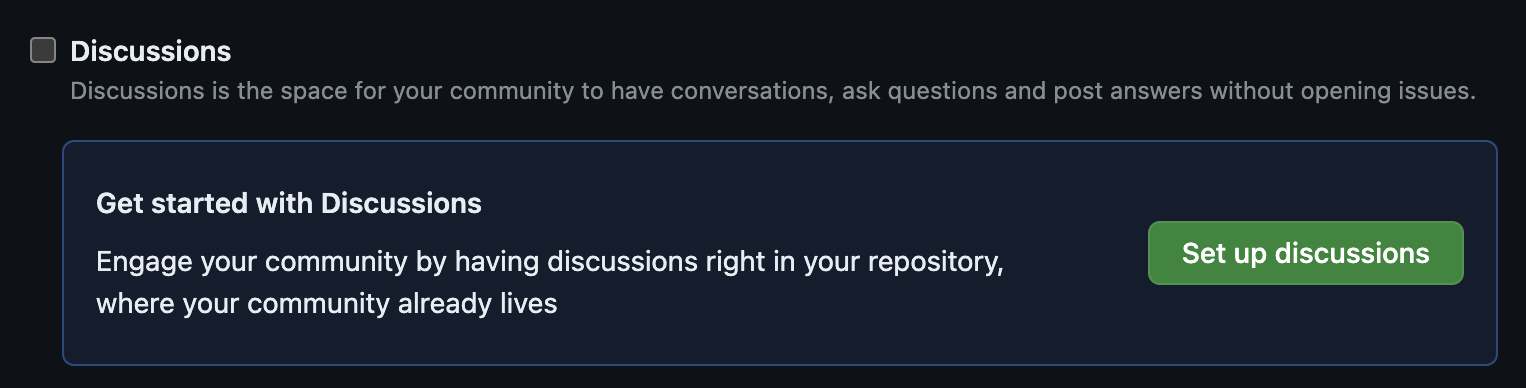 Discussions
Discussions is the space for your community to have conversations, ask questions and post answers without opening issues.
Get started with Discussions
Engage your community by having discussions right in your repository,
where your community already lives
Set up discussions